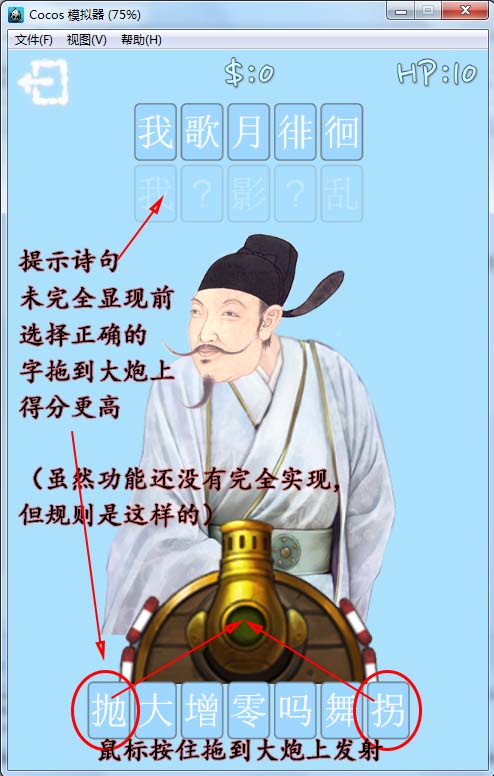 Cocos 模拟器 (75%)
文件(F) 视图(V) 帮助(H)
$:0 HP:10
我歌月徘徊
我?影?乱
提示诗句
未完全显现前
选择正确的
字拖到大炮上
得分更高
（虽然功能还没有完全实现，
但规则是这样的）
抛大增零吗舞拐
鼠标按住拖到大炮上发射